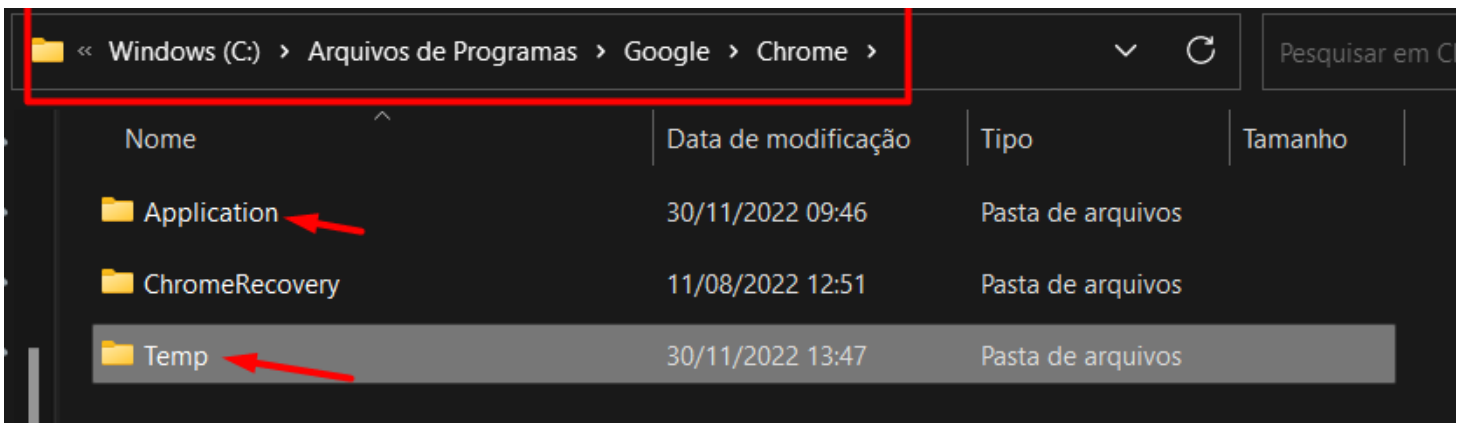 « Windows (C:) > Arquivos de Programas > Google > Chrome > Pesquisar em
Nome Data de modificação Tipo Tamanho
Application 30/11/2022 09:46 Pasta de arquivos
ChromeRecovery 11/08/2022 12:51 Pasta de arquivos
Temp 30/11/2022 13:47 Pasta de arquivos